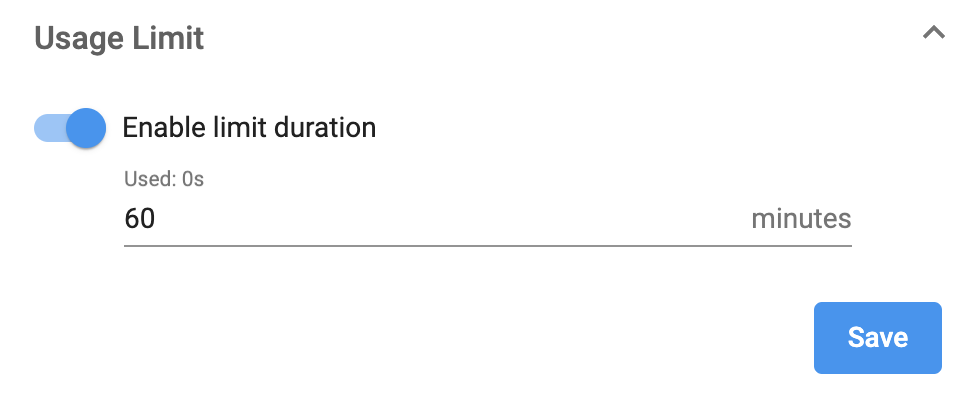 Usage Limit
Enable limit duration
Used: 0s
60 minutes
Save